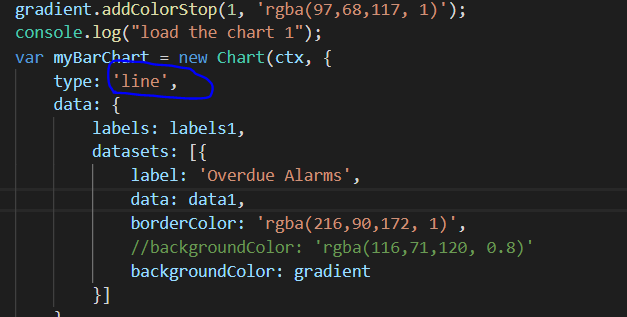 gradient.addColorStop(1, 'rgba(97,68,117, 1)');
console.log("load the chart 1");
var myBarChart = new Chart(ctx, {
    type: 'line',
    data: {
        labels: labels1,
        datasets: [{
            label: 'Overdue Alarms',
            data: data1,
            borderColor: 'rgba(216,90,172, 1)',
            //backgroundColor: 'rgba(116,71,120, 0.8)'
            backgroundColor: gradient
        }]